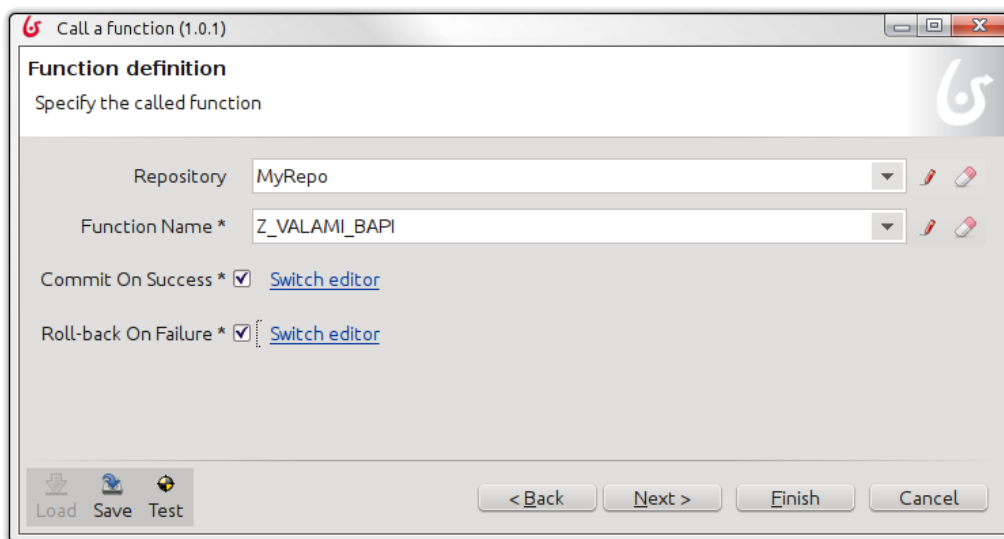 Call a function (1.0.1)
Function definition
Specify the called function
Repository MyRepo
Function Name * Z_VALAMI_BAPI
Commit On Success * Switch editor
Roll-back On Failure * Switch editor
Load Save Test
< Back Next > Finish Cancel